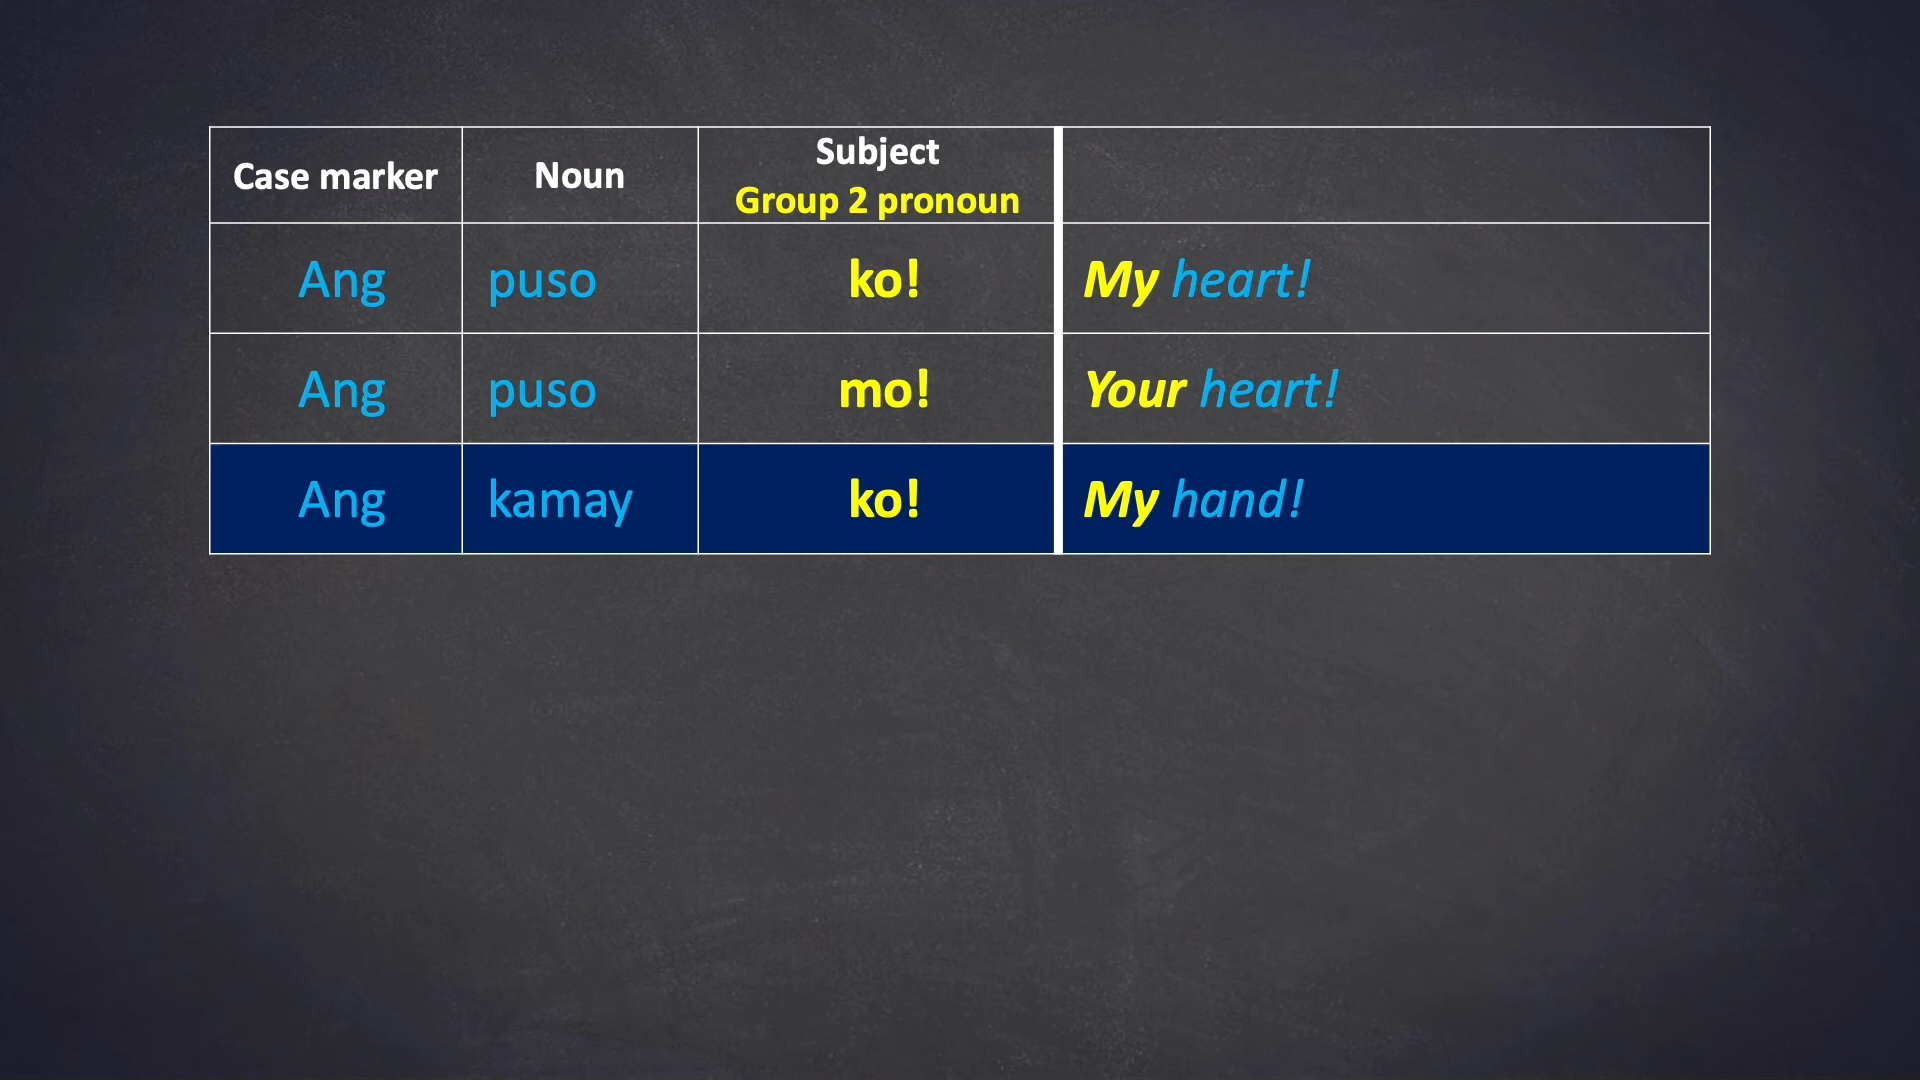 Case marker Noun Subject
Group 2 pronoun
Ang puso ko! My heart!
Ang puso mo! Your heart!
Ang kamay ko! My hand!